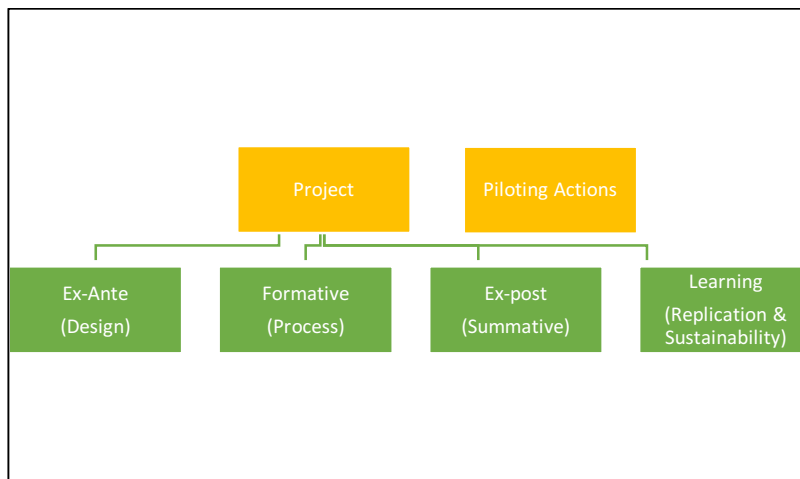 Project
Piloting Actions
Ex-Ante
(Design)
Formative
(Process)
Ex-post
(Summative)
Learning
(Replication &
Sustainability)